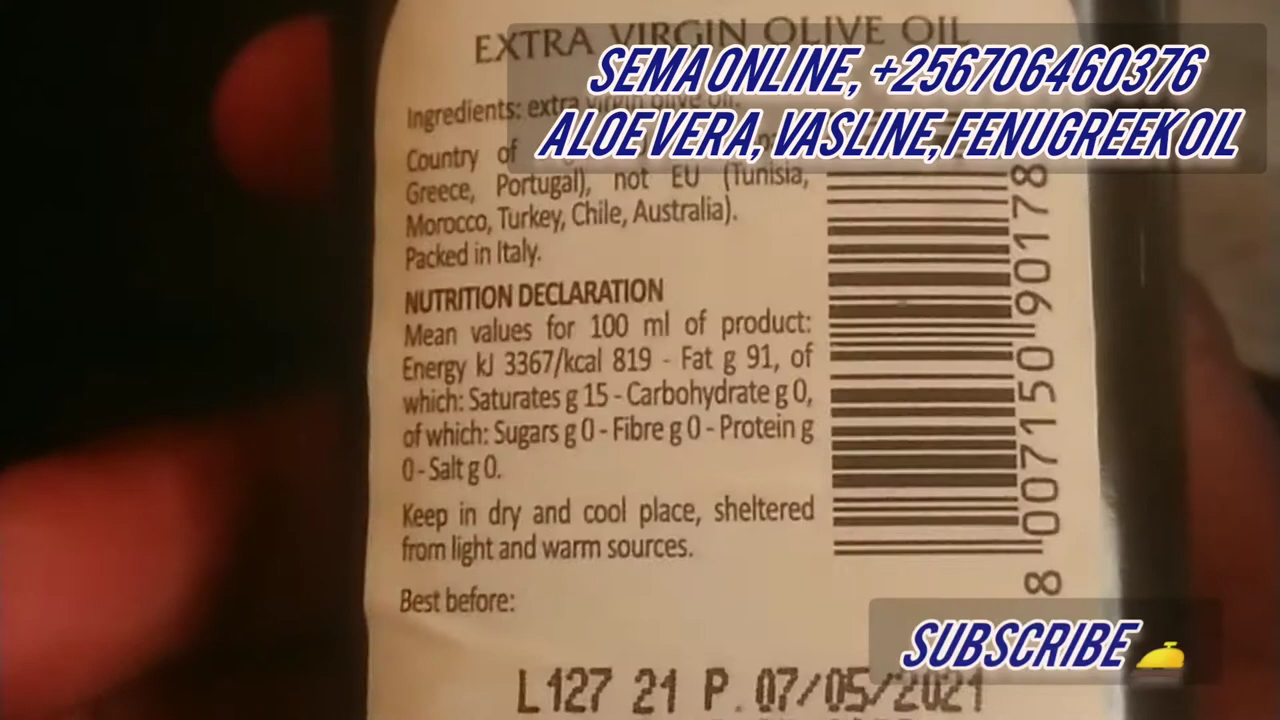 EXTRA VIRGIN OLIVE OIL
SEMA ONLINE, +256706460376
ALOE VERA, VASLINE, FENUGREEK OIL
Ingredients: extra virgin olive oil.
Country of
Greece, Portugal), not EU (Tunisia,
Morocco, Turkey, Chile, Australia).
Packed in Italy.
NUTRITION DECLARATION
Mean values for 100 ml of product:
Energy kJ 3367/kcal 819 - Fat g 91, of
which: Saturates g 15 - Carbohydrate g 0,
of which: Sugars g 0 - Fibre g 0 - Protein g
0 - Salt g 0.
Keep in dry and cool place, sheltered
from light and warm sources.
Best before:
L127 21 P. 07/05/2021
8 007150 90178
SUBSCRIBE